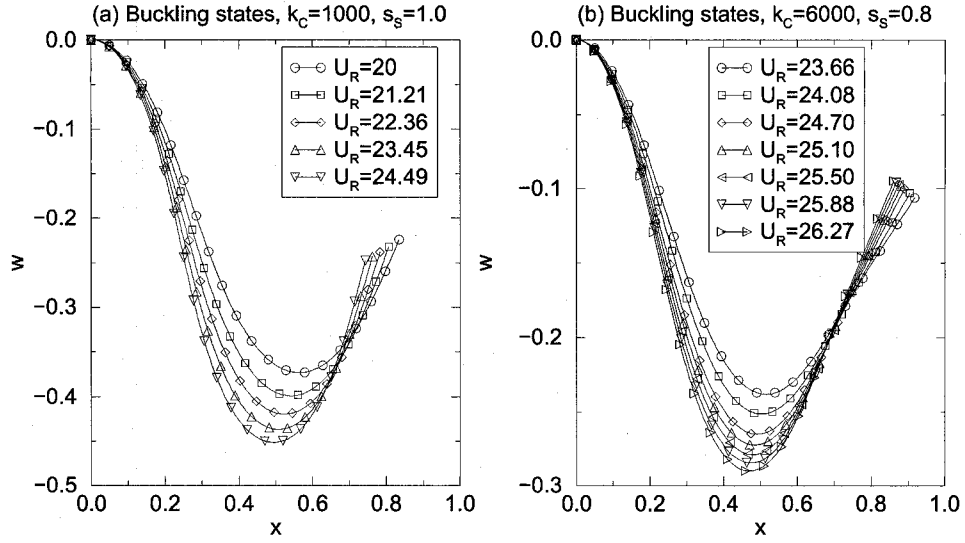 (a) Buckling states, k_C=1000, s_S=1.0
0.0
−0.1
−0.2
−0.3
−0.4
−0.5
w
0.0 0.2 0.4 0.6 0.8 1.0
x
U_R=20
U_R=21.21
U_R=22.36
U_R=23.45
U_R=24.49
(b) Buckling states, k_C=6000, s_S=0.8
0.0
−0.1
−0.2
−0.3
w
0.0 0.2 0.4 0.6 0.8 1.0
x
U_R=23.66
U_R=24.08
U_R=24.70
U_R=25.10
U_R=25.50
U_R=25.88
U_R=26.27